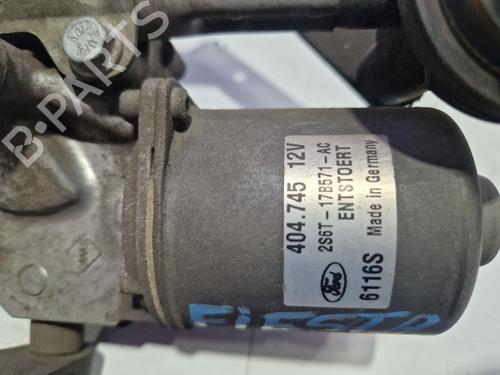 404.745 12V
2S6T-17B571-AC
ENTSTOERT
Made in Germany
Ford
6116S
FIESTA
B-PARTS